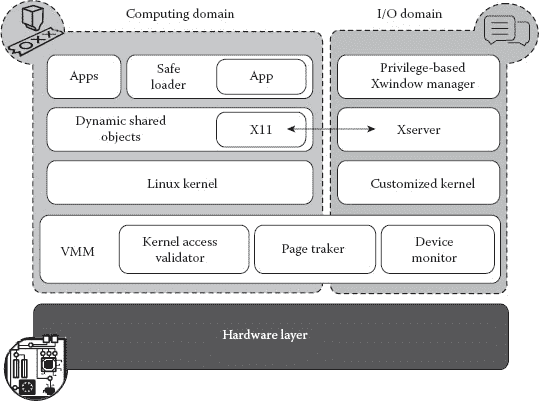 Computing domain
I/O domain
Apps
Safe
loader
App
Privilege-based
Xwindow manager
Dynamic shared
objects
X11
Xserver
Linux kernel
Customized kernel
VMM
Kernel access
validator
Page traker
Device
monitor
Hardware layer